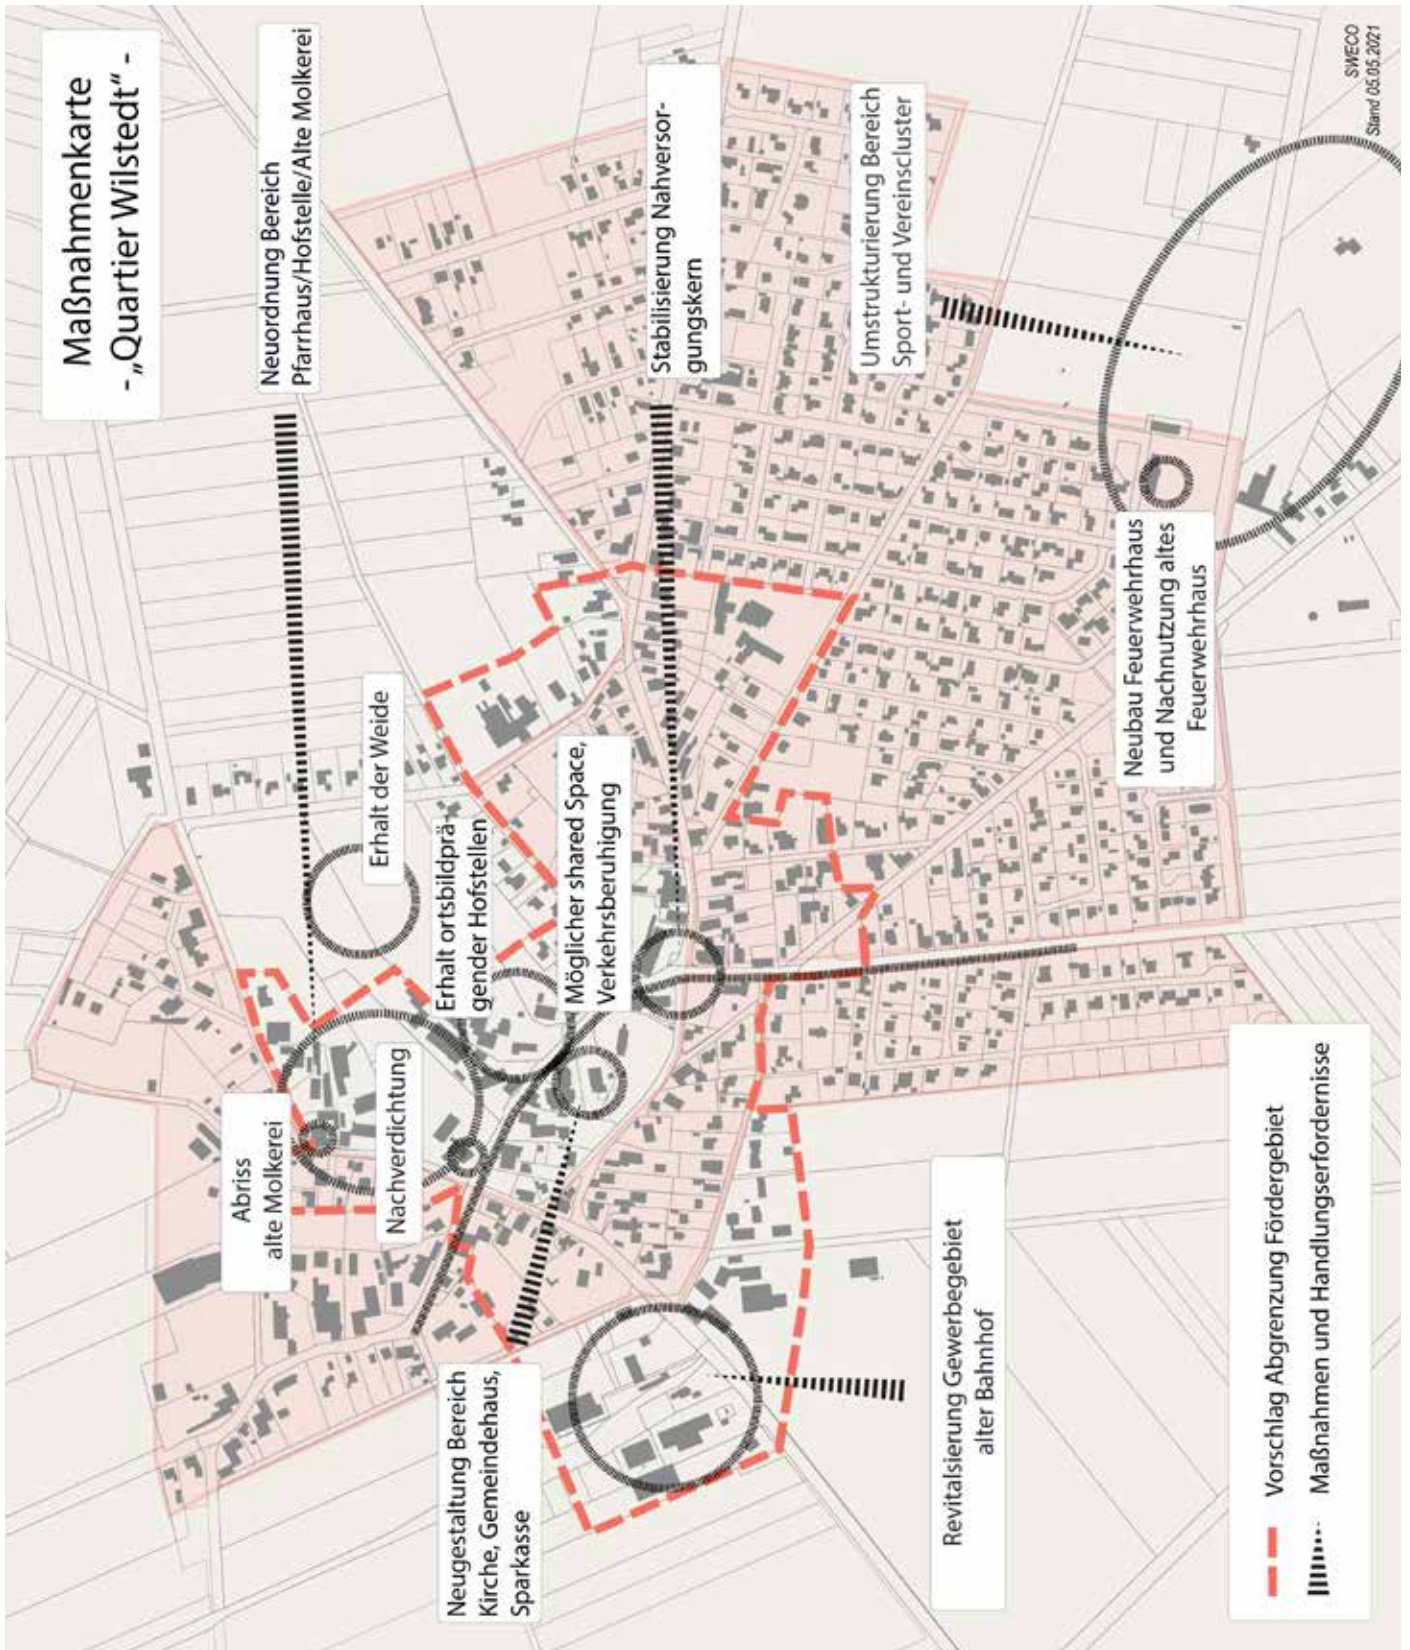 Maßnahmenkarte
- „Quartier Wilstedt“ -
Neuordnung Bereich
Pfarrhaus/Hofstelle/Alte Molkerei
Erhalt der Weide
Abriss
alte Molkerei
Nachverdichtung
Erhalt ortsbildprä-
gender Hofstellen
Möglicher shared Space,
Verkehrsberuhigung
Stabilisierung Nahversor-
gungskern
Umstrukturierung Bereich
Sport- und Vereinscluster
Neugestaltung Bereich
Kirche, Gemeindehaus,
Sparkasse
Neubau Feuerwehrhaus
und Nachnutzung altes
Feuerwehrhaus
Revitalsierung Gewerbegebiet
alter Bahnhof
Vorschlag Abgrenzung Fördergebiet
Maßnahmen und Handlungserfordernisse
SWECO
Stand 05.05.2021